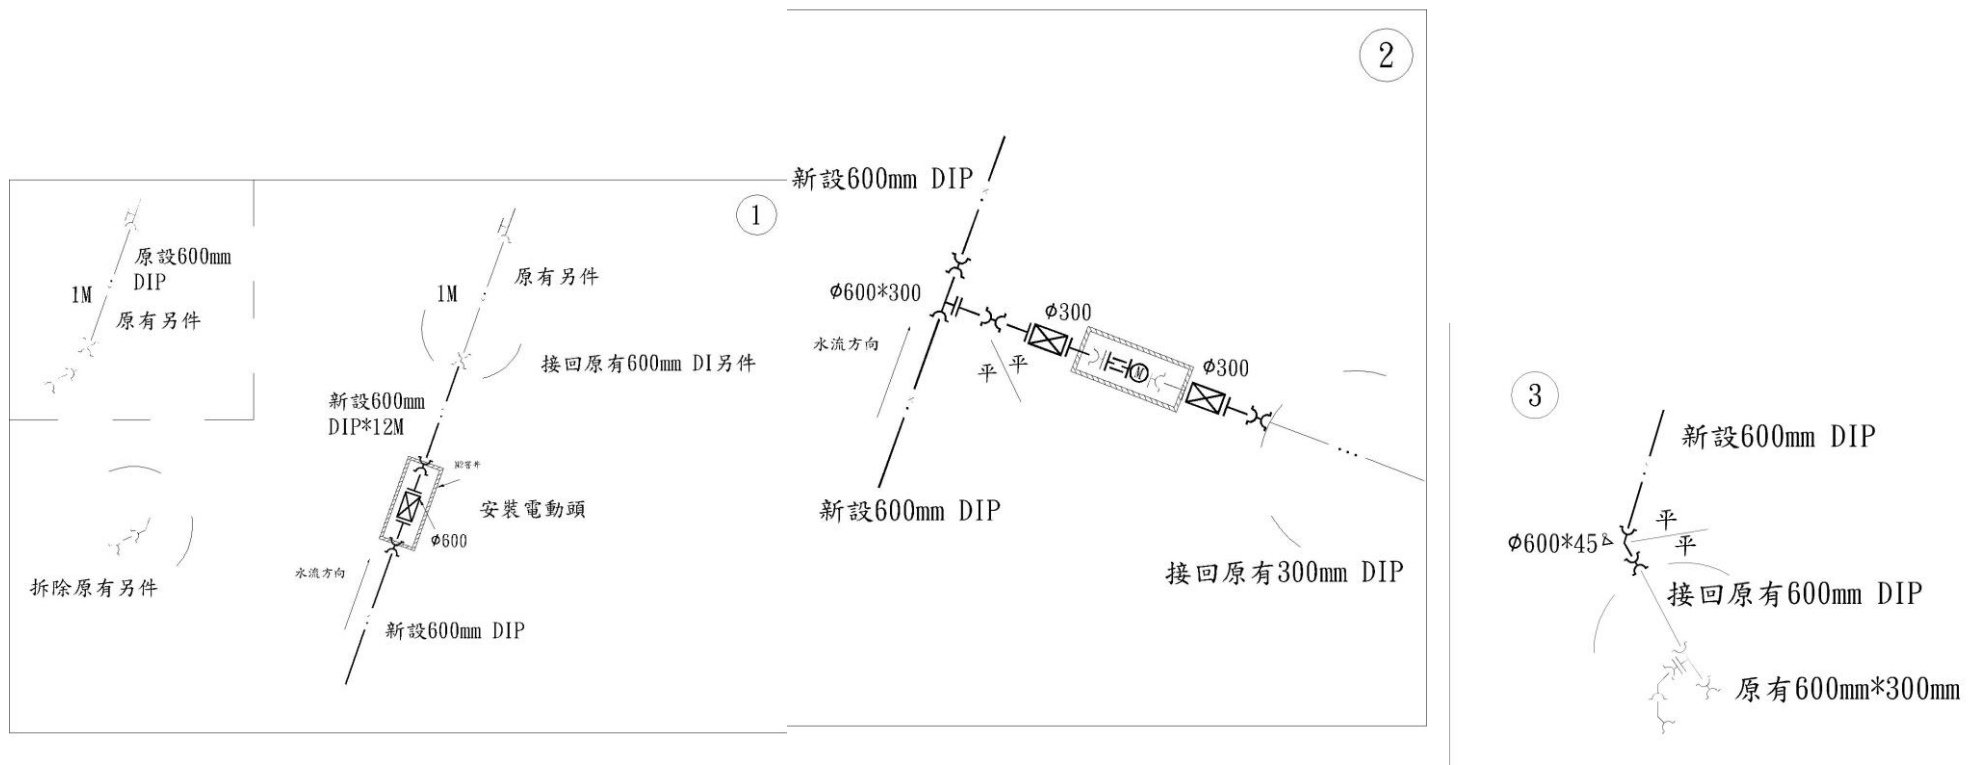 1
原設600mm
DIP
1M
原有另件
拆除原有另件
1M
原有另件
接回原有600mm DI另件
新設600mm
DIP*12M
安裝電動頭
φ600
水流方向
新設600mm DIP
2
新設600mm DIP
φ600*300
水流方向
平
平
φ300
M
φ300
新設600mm DIP
接回原有300mm DIP
3
新設600mm DIP
平
φ600*45
平
接回原有600mm DIP
原有600mm*300mm